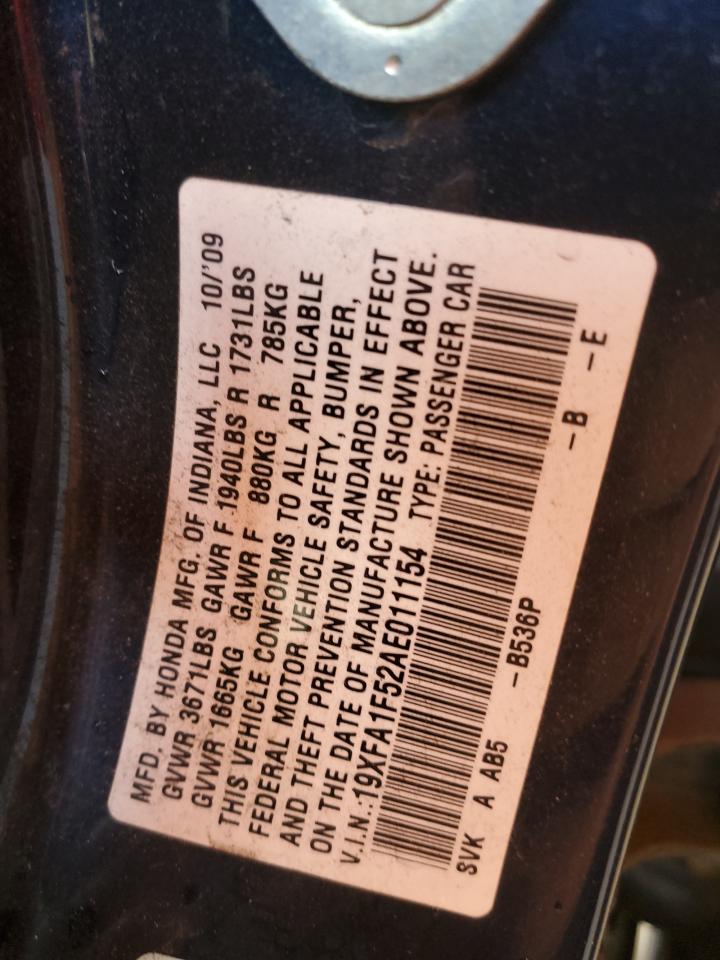 MFD. BY HONDA MFG. OF INDIANA, LLC 10/'09
GVWR 3671LBS GAWR F 1940LBS R 1731LBS
GVWR 1665KG GAWR F 880KG R 785KG
THIS VEHICLE CONFORMS TO ALL APPLICABLE
FEDERAL MOTOR VEHICLE SAFETY, BUMPER,
AND THEFT PREVENTION STANDARDS IN EFFECT
ON THE DATE OF MANUFACTURE SHOWN ABOVE.
V.I.N.:19XFA1F52AE011154 TYPE: PASSENGER CAR
SVK A AB5 -B536P -B -E